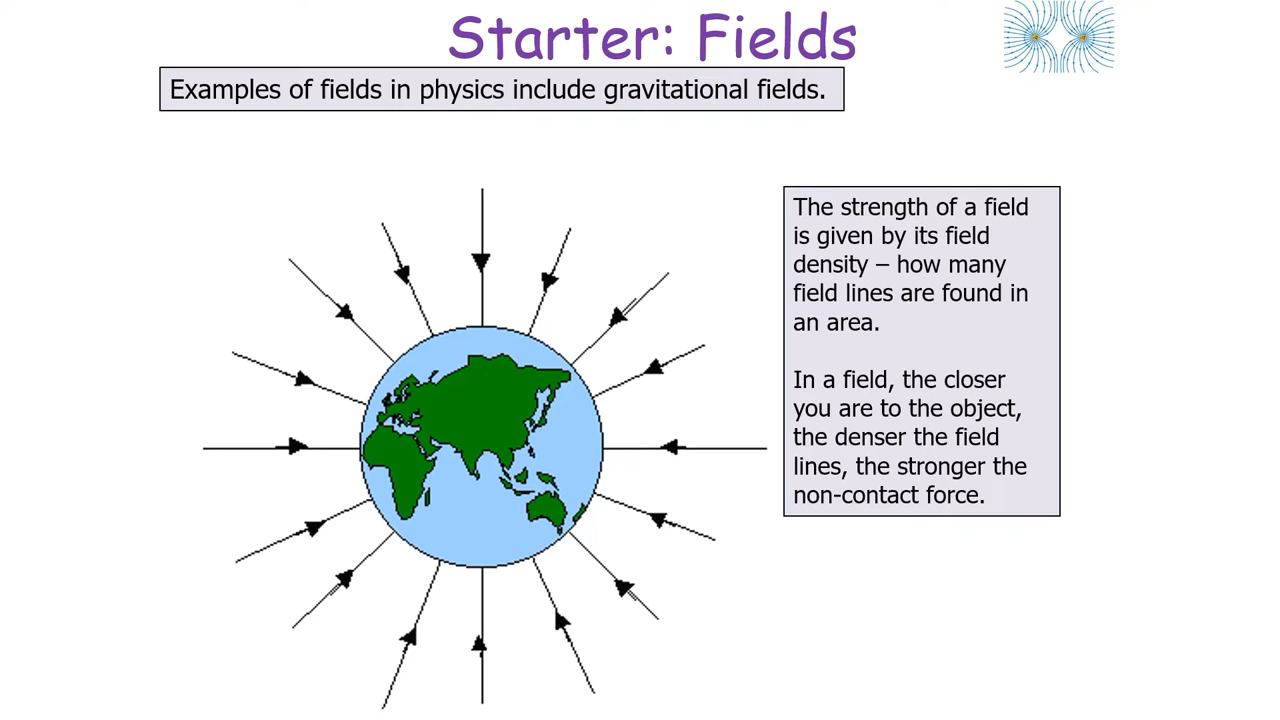 Starter: Fields
Examples of fields in physics include gravitational fields.
The strength of a field
is given by its field
density – how many
field lines are found in
an area.
In a field, the closer
you are to the object,
the denser the field
lines, the stronger the
non-contact force.